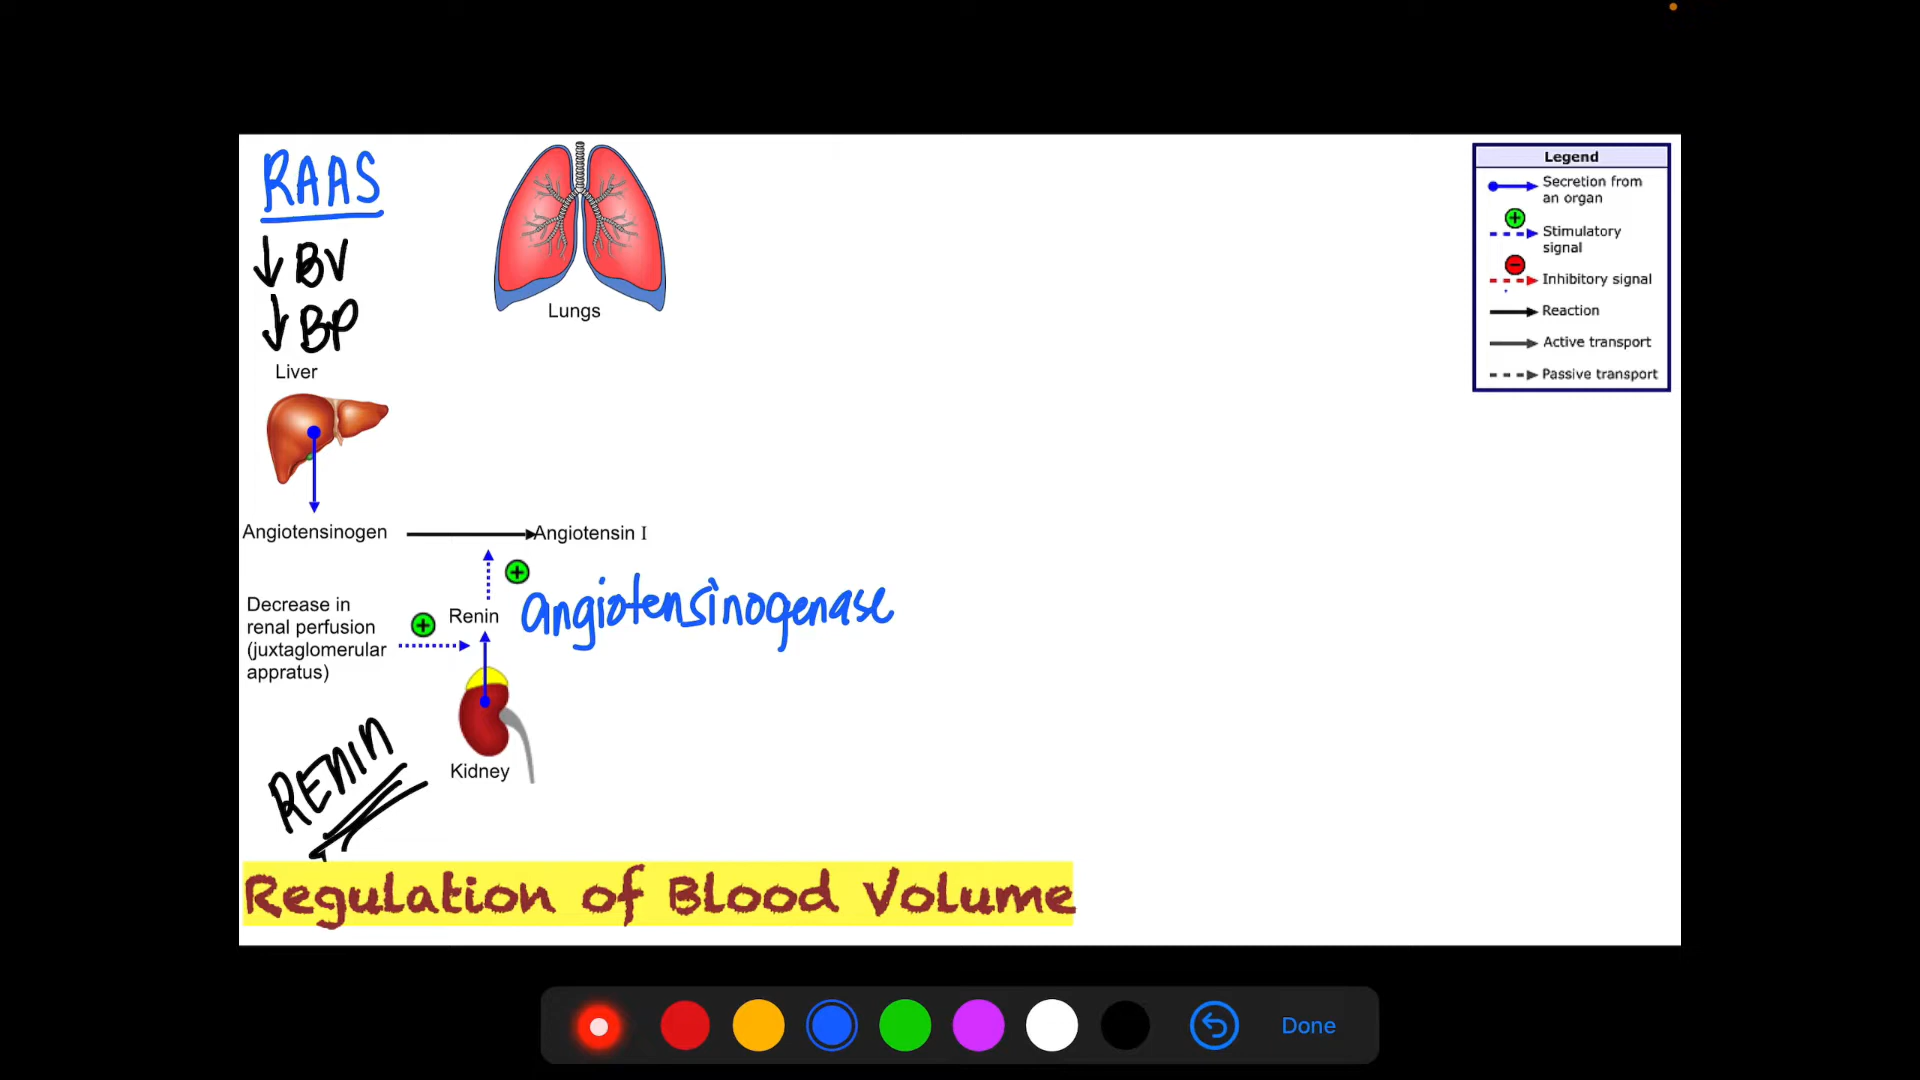 RAAS
↓ BV
↓ BP
Lungs
Liver
Angiotensinogen
Angiotensin I
Decrease in
renal perfusion
(juxtaglomerular
appratus)
Renin
angiotensinogenase
Kidney
RENIN
Regulation of Blood Volume
Legend
Secretion from
an organ
Stimulatory
signal
Inhibitory signal
Reaction
Active transport
Passive transport
Done